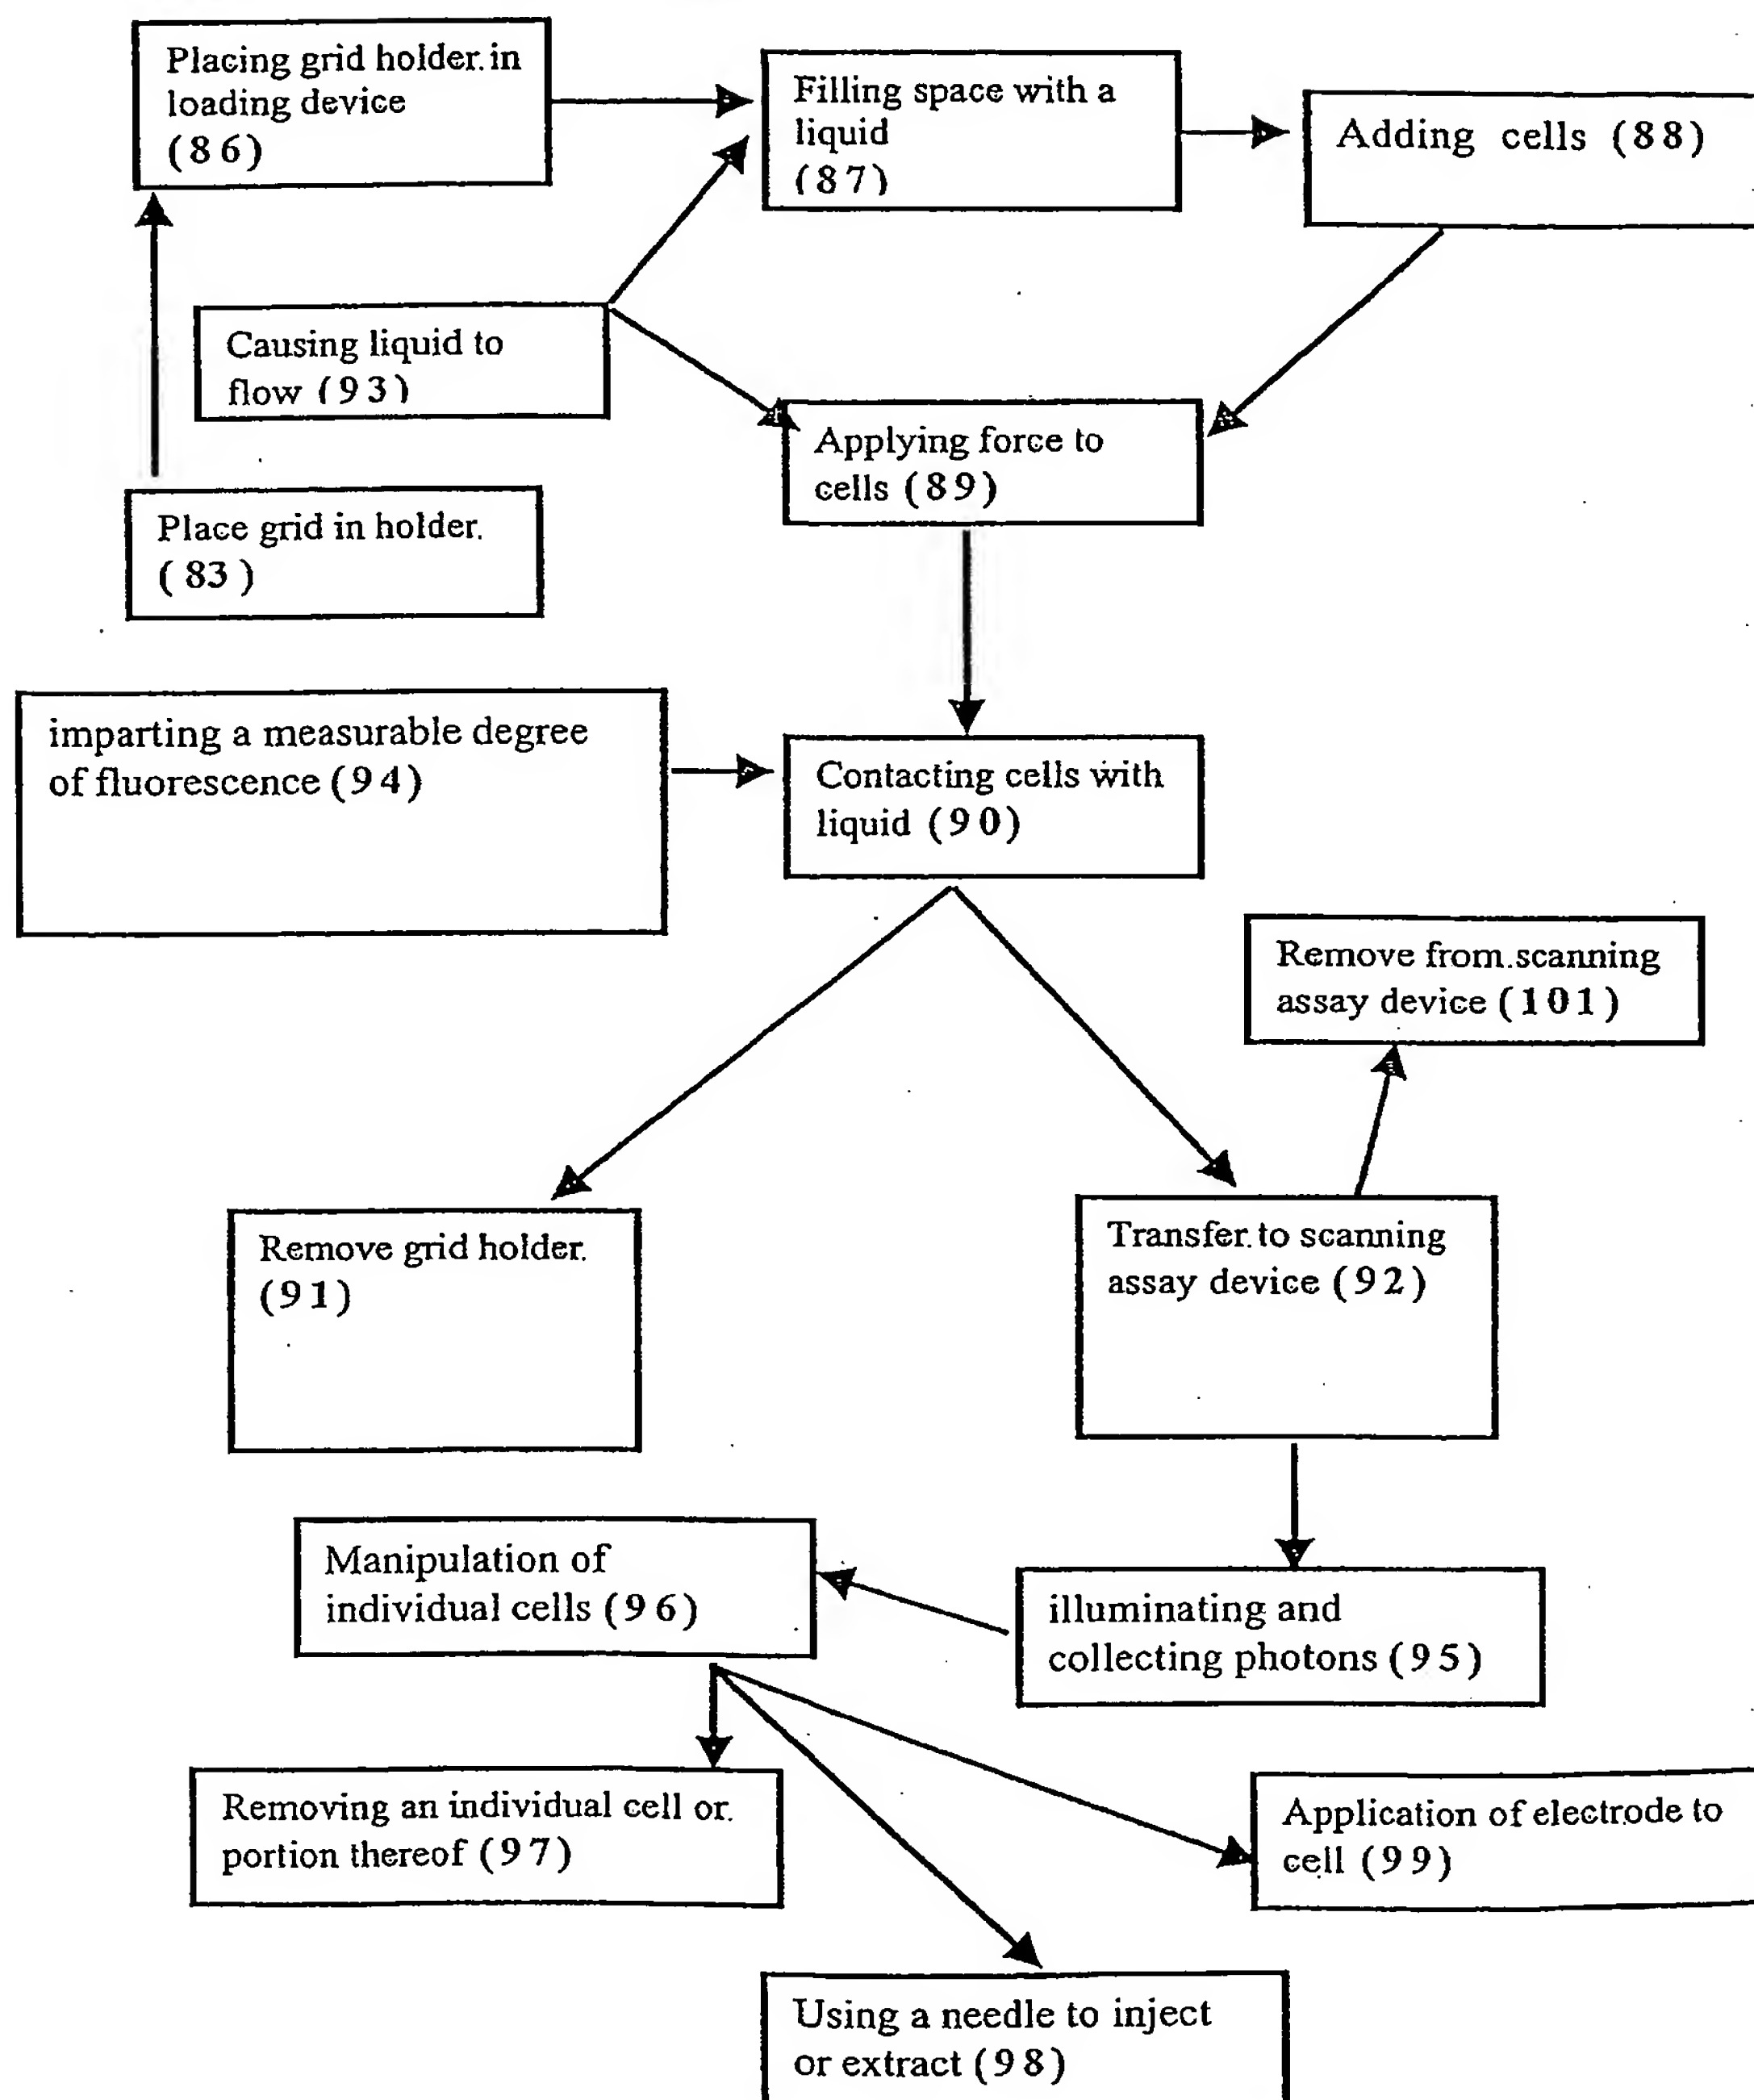 Placing grid holder. in
loading device
(86)
Filling space with a
liquid
(87)
Adding cells (88)
Causing liquid to
flow (93)
Applying force to
cells (89)
Place grid in holder.
(83)
imparting a measurable degree
of fluorescence (94)
Contacting cells with
liquid (90)
Remove from.scanning
assay device (101)
Remove grid holder.
(91)
Transfer. to scanning
assay device (92)
Manipulation of
individual cells (96)
illuminating and
collecting photons (95)
Removing an individual cell or.
portion thereof (97)
Application of electrode to
cell (99)
Using a needle to inject
or extract (98)